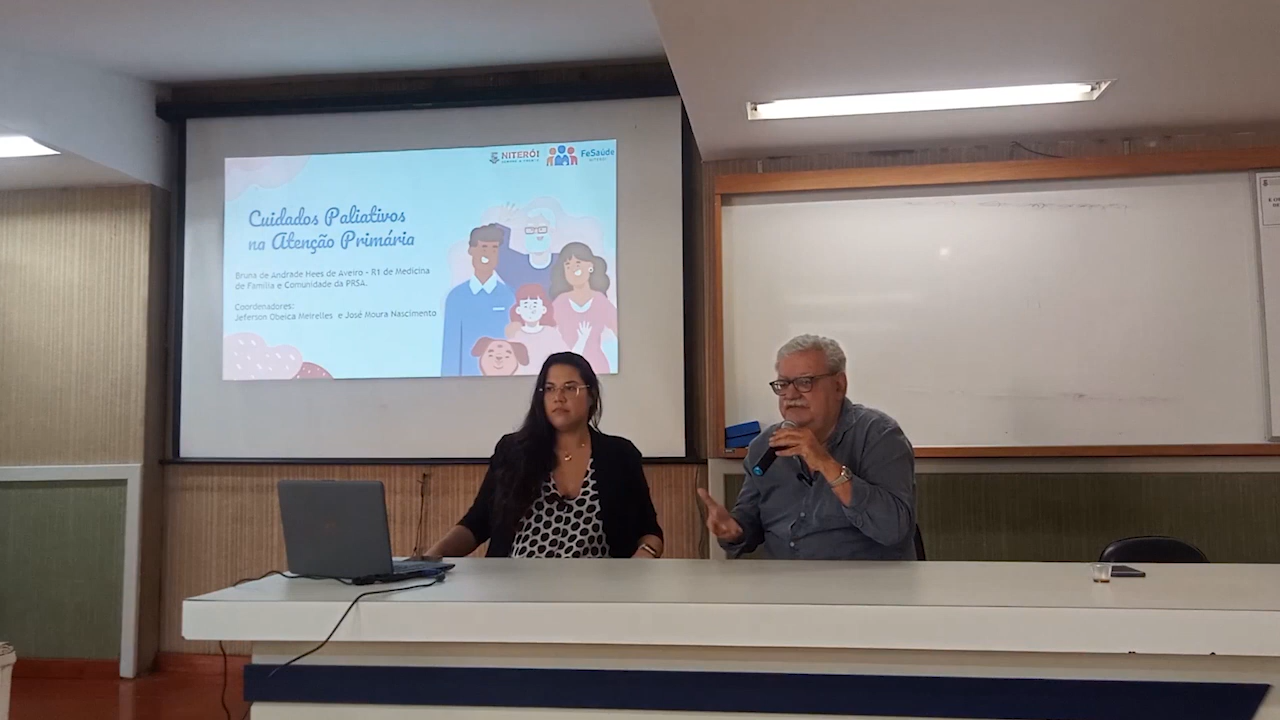 NITERÓI
FeSaúde
NITERÓI
Cuidados Paliativos
na Atenção Primária
Bruna de Andrade Hees de Aveiro - R1 de Medicina
de Família e Comunidade da PRSA.
Coordenadores:
Jeferson Obeica Meirelles e José Moura Nascimento